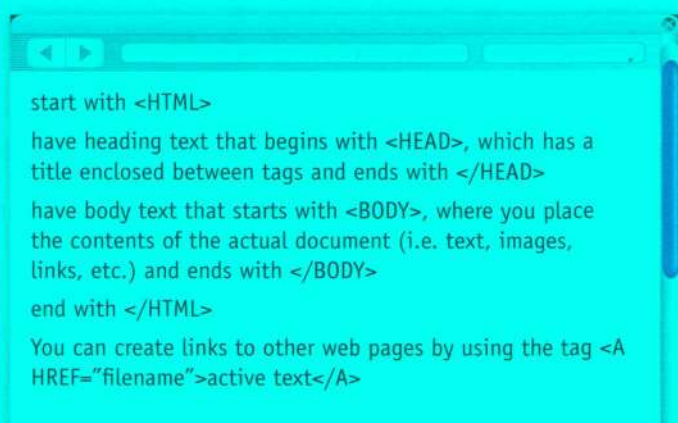 start with <HTML>
have heading text that begins with <HEAD>, which has a
title enclosed between tags and ends with </HEAD>
have body text that starts with <BODY>, where you place
the contents of the actual document (i.e. text, images,
links, etc.) and ends with </BODY>
end with </HTML>
You can create links to other web pages by using the tag <A
HREF="filename">active text</A>